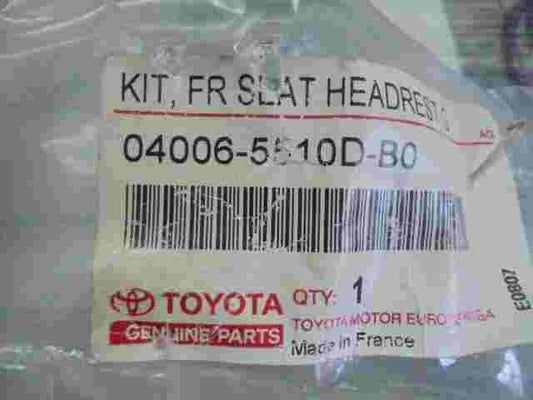 KIT, FR SEAT HEADREST
04006-5510D-B0
TOYOTA
GENUINE PARTS
QTY: 1
TOYOTA MOTOR EUROPE
Made in France
E0807